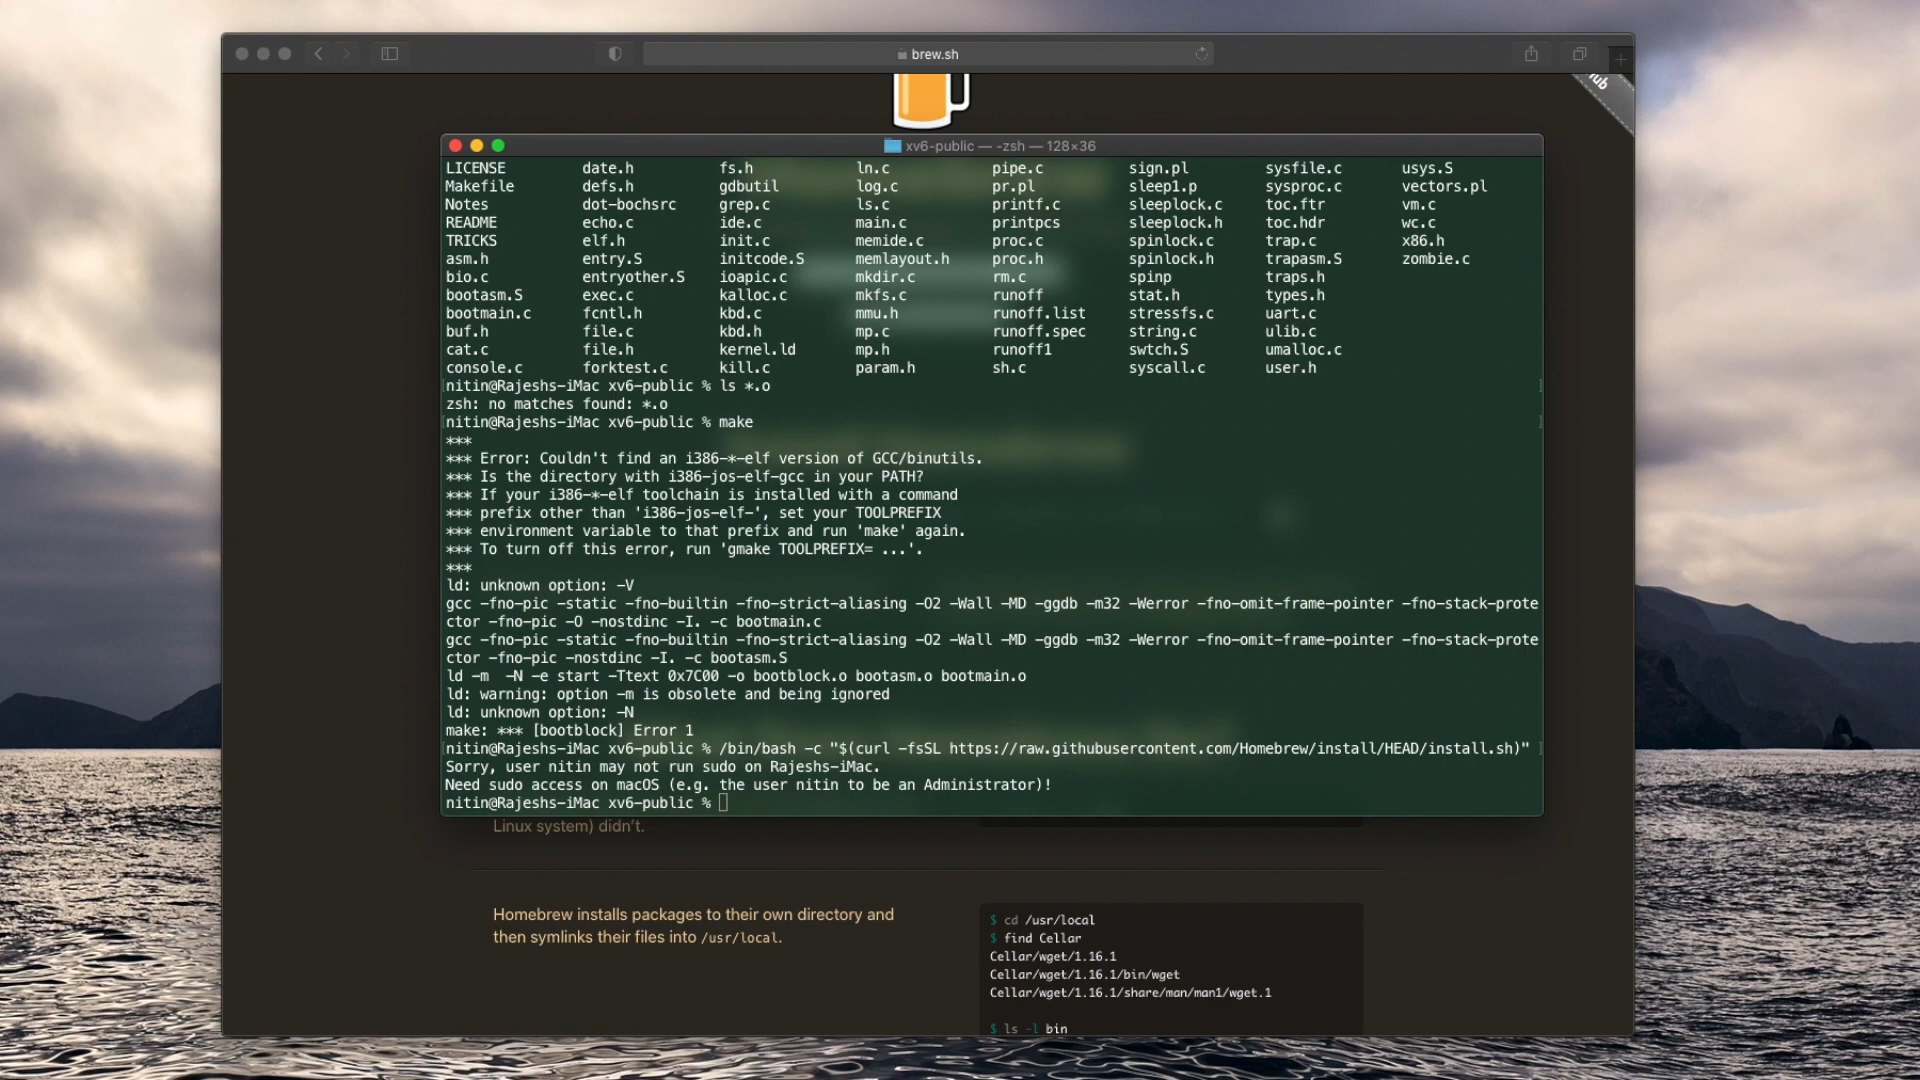 brew.sh
xv6-public — -zsh — 128×36
LICENSE date.h fs.h ln.c pipe.c sign.pl sysfile.c usys.S
Makefile defs.h gdbutil log.c pr.pl sleep1.p sysproc.c vectors.pl
Notes dot-bochsrc grep.c ls.c printf.c sleeplock.c toc.ftr vm.c
README echo.c ide.c main.c printpcs sleeplock.h toc.hdr wc.c
TRICKS elf.h init.c memide.c proc.c spinlock.c trap.c x86.h
asm.h entry.S initcode.S memlayout.h proc.h spinlock.h trapasm.S zombie.c
bio.c entryother.S ioapic.c mkdir.c rm.c spinp traps.h
bootasm.S exec.c kalloc.c mkfs.c runoff stat.h types.h
bootmain.c fcntl.h kbd.c mmu.h runoff.list stressfs.c uart.c
buf.h file.c kbd.h mp.c runoff.spec string.c ulib.c
cat.c file.h kernel.ld mp.h runoff1 swtch.S umalloc.c
console.c forktest.c kill.c param.h sh.c syscall.c user.h
[nitin@Rajeshs-iMac xv6-public % ls *.o ]
zsh: no matches found: *.o
[nitin@Rajeshs-iMac xv6-public % make ]
***
*** Error: Couldn't find an i386-*-elf version of GCC/binutils.
*** Is the directory with i386-jos-elf-gcc in your PATH?
*** If your i386-*-elf toolchain is installed with a command
*** prefix other than 'i386-jos-elf-', set your TOOLPREFIX
*** environment variable to that prefix and run 'make' again.
*** To turn off this error, run 'gmake TOOLPREFIX= ...'.
***
ld: unknown option: -V
gcc -fno-pic -static -fno-builtin -fno-strict-aliasing -O2 -Wall -MD -ggdb -m32 -Werror -fno-omit-frame-pointer -fno-stack-prote
ctor -fno-pic -O -nostdinc -I. -c bootmain.c
gcc -fno-pic -static -fno-builtin -fno-strict-aliasing -O2 -Wall -MD -ggdb -m32 -Werror -fno-omit-frame-pointer -fno-stack-prote
ctor -fno-pic -nostdinc -I. -c bootasm.S
ld -m  -N -e start -Ttext 0x7C00 -o bootblock.o bootasm.o bootmain.o
ld: warning: option -m is obsolete and being ignored
ld: unknown option: -N
make: *** [bootblock] Error 1
[nitin@Rajeshs-iMac xv6-public % /bin/bash -c "$(curl -fsSL https://raw.githubusercontent.com/Homebrew/install/HEAD/install.sh)" ]
Sorry, user nitin may not run sudo on Rajeshs-iMac.
Need sudo access on macOS (e.g. the user nitin to be an Administrator)!
nitin@Rajeshs-iMac xv6-public %
Linux system) didn't.
Homebrew installs packages to their own directory and
then symlinks their files into /usr/local.
$ cd /usr/local
$ find Cellar
Cellar/wget/1.16.1
Cellar/wget/1.16.1/bin/wget
Cellar/wget/1.16.1/share/man/man1/wget.1
$ ls -l bin